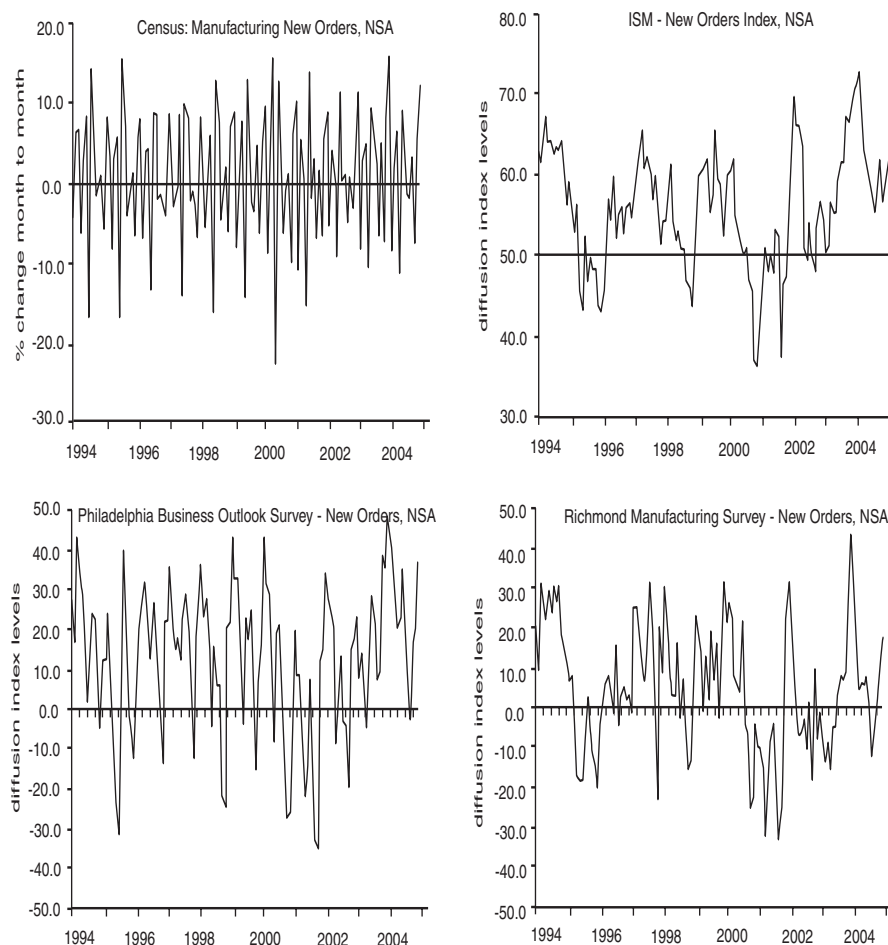 Census: Manufacturing New Orders, NSA
% change month to month
20.0
10.0
0.0
-10.0
-20.0
-30.0
1994 1996 1998 2000 2002 2004
ISM - New Orders Index, NSA
diffusion index levels
80.0
70.0
60.0
50.0
40.0
30.0
1994 1996 1998 2000 2002 2004
Philadelphia Business Outlook Survey - New Orders, NSA
diffusion index levels
50.0
40.0
30.0
20.0
10.0
0.0
-10.0
-20.0
-30.0
-40.0
-50.0
1994 1996 1998 2000 2002 2004
Richmond Manufacturing Survey - New Orders, NSA
diffusion index levels
50.0
40.0
30.0
20.0
10.0
0.0
-10.0
-20.0
-30.0
-40.0
-50.0
1994 1996 1998 2000 2002 2004